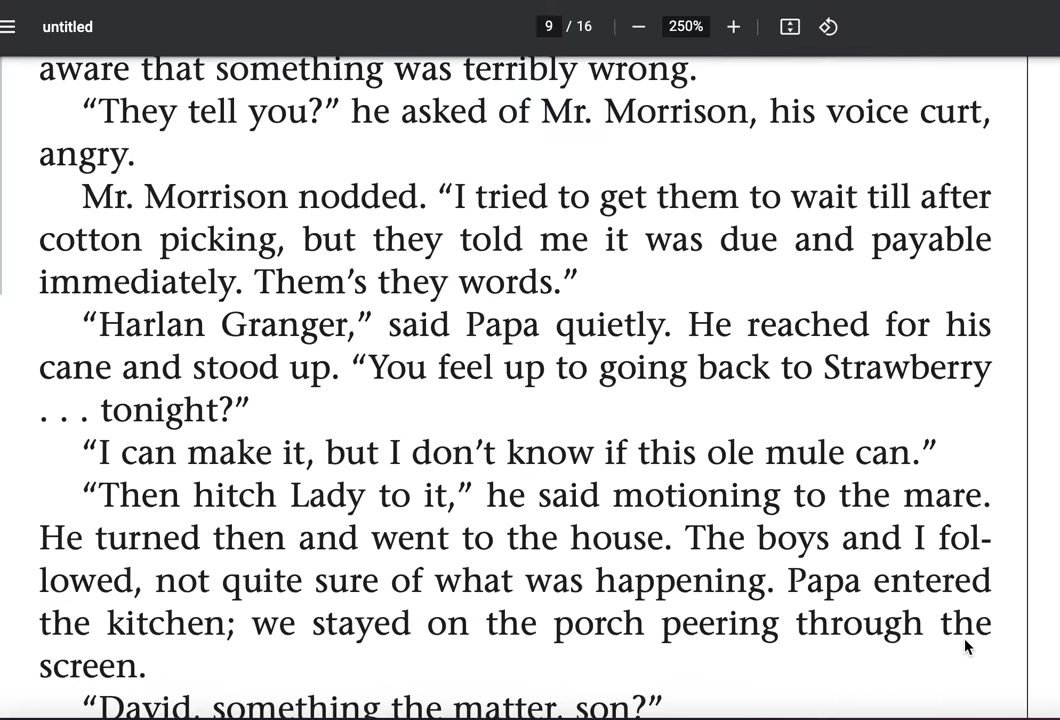 untitled
9 / 16
250%
aware that something was terribly wrong.
“They tell you?” he asked of Mr. Morrison, his voice curt,
angry.
Mr. Morrison nodded. “I tried to get them to wait till after
cotton picking, but they told me it was due and payable
immediately. Them’s they words.”
“Harlan Granger,” said Papa quietly. He reached for his
cane and stood up. “You feel up to going back to Strawberry
. . . tonight?”
“I can make it, but I don’t know if this ole mule can.”
“Then hitch Lady to it,” he said motioning to the mare.
He turned then and went to the house. The boys and I fol-
lowed, not quite sure of what was happening. Papa entered
the kitchen; we stayed on the porch peering through the
screen.
“David, something the matter, son?”